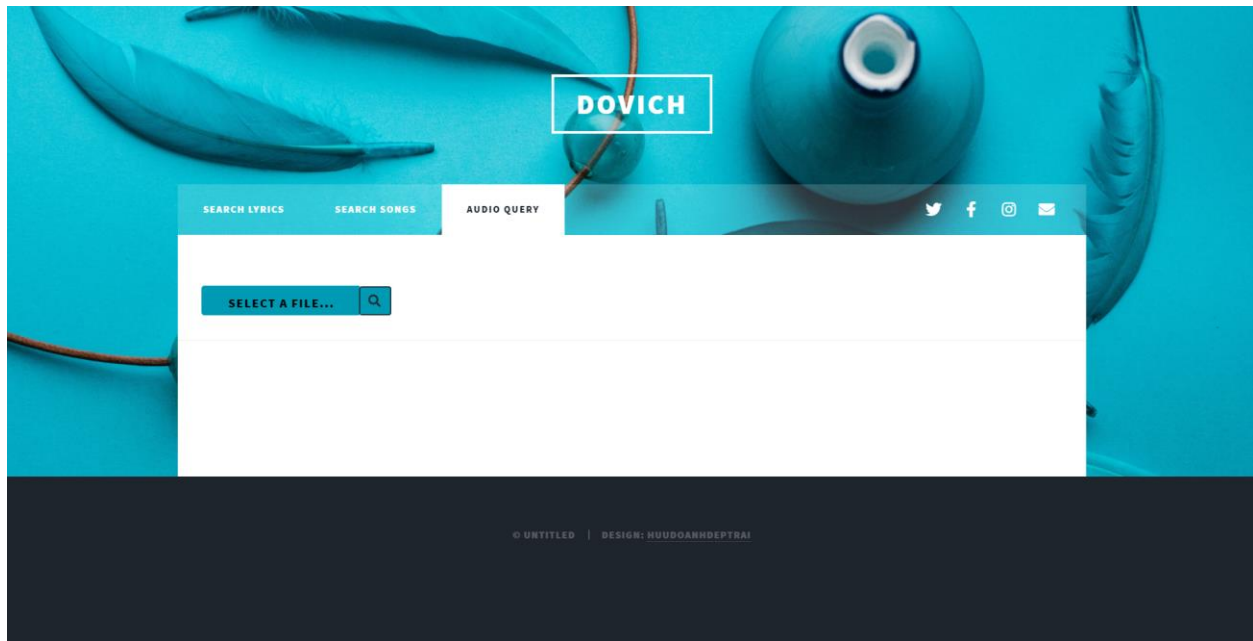 DOVICH
SEARCH LYRICS SEARCH SONGS AUDIO QUERY
SELECT A FILE...
© UNTITLED | DESIGN: HUUDOANHDEPTRAI